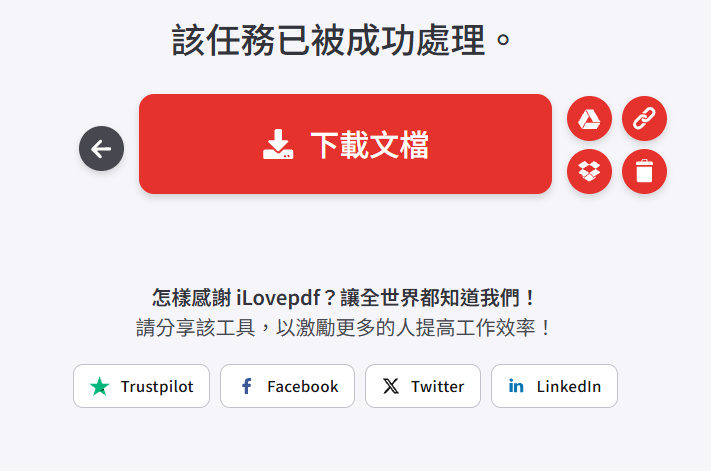 該任務已被成功處理。
下載文檔
怎樣感謝 iLovepdf？讓全世界都知道我們！
請分享該工具，以激勵更多的人提高工作效率！
Trustpilot
Facebook
Twitter
LinkedIn